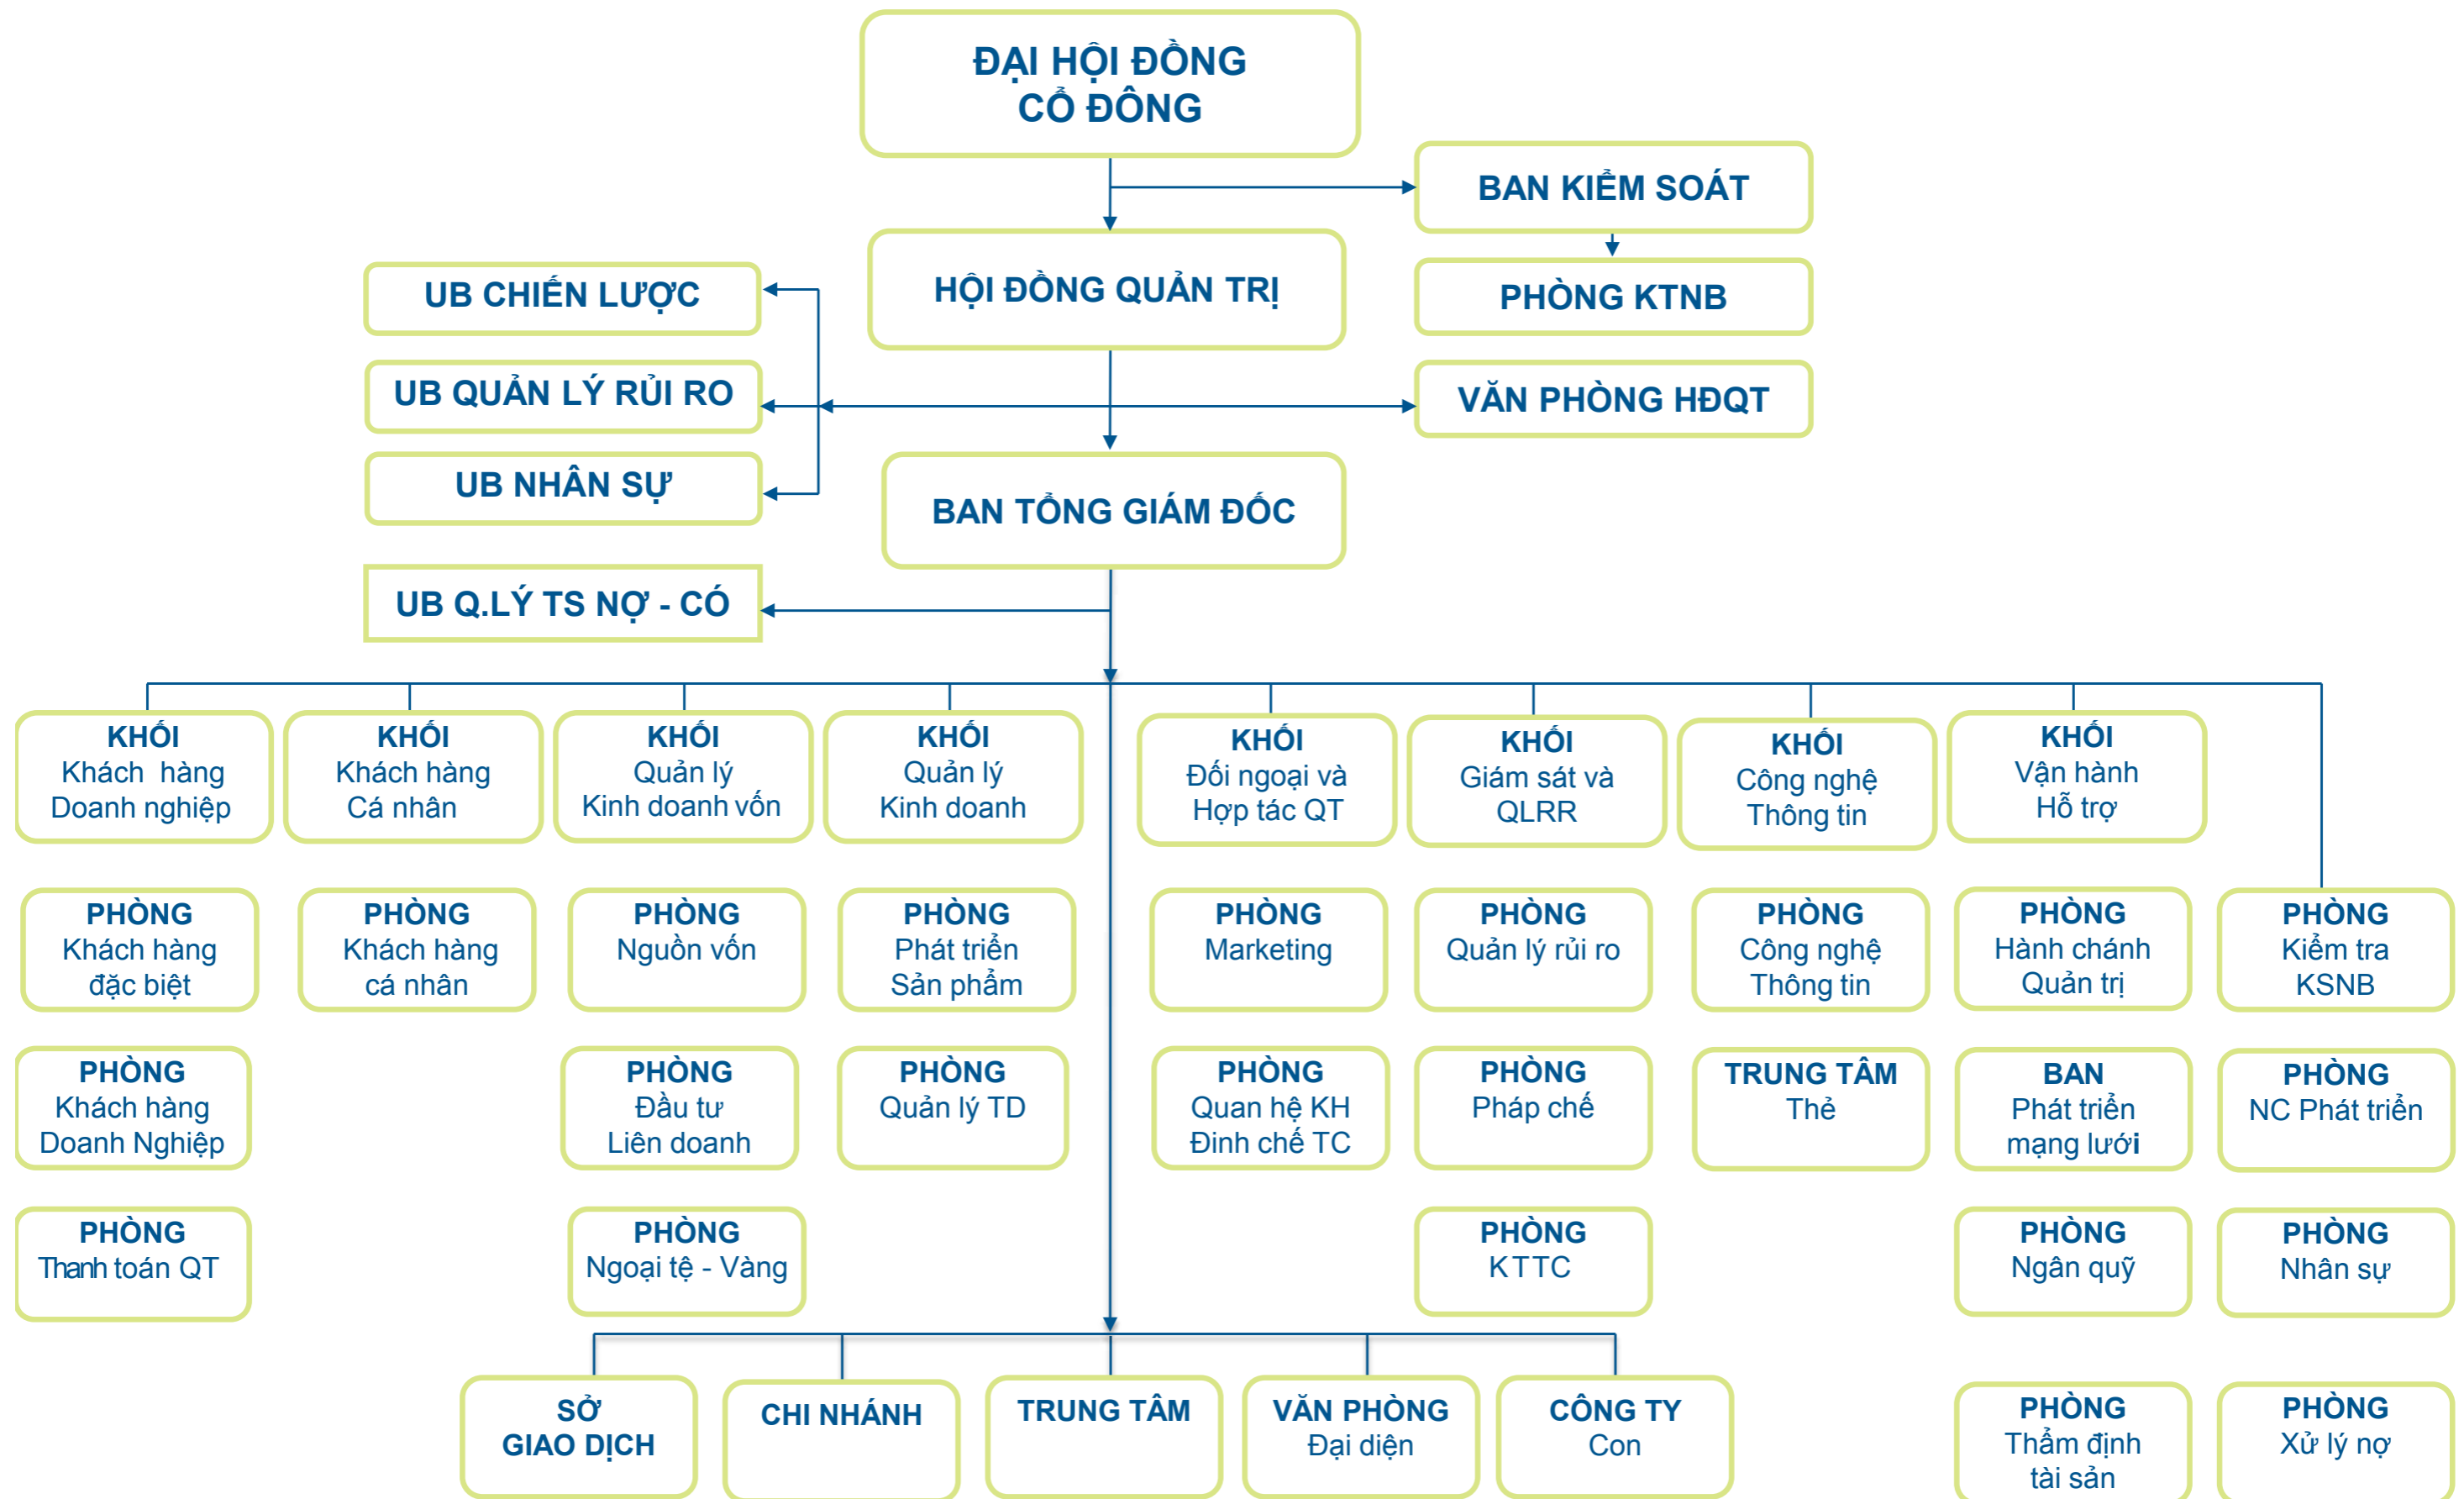 ĐẠI HỘI ĐỒNG
CỔ ĐÔNG
BAN KIỂM SOÁT
HỘI ĐỒNG QUẢN TRỊ
PHÒNG KTNB
UB CHIẾN LƯỢC
UB QUẢN LÝ RỦI RO
VĂN PHÒNG HĐQT
UB NHÂN SỰ
BAN TỔNG GIÁM ĐỐC
UB Q.LÝ TS NỢ - CÓ
KHỐI
Khách hàng
Doanh nghiệp
KHỐI
Khách hàng
Cá nhân
KHỐI
Quản lý
Kinh doanh vốn
KHỐI
Quản lý
Kinh doanh
KHỐI
Đối ngoại và
Hợp tác QT
KHỐI
Giám sát và
QLRR
KHỐI
Công nghệ
Thông tin
KHỐI
Vận hành
Hỗ trợ
PHÒNG
Khách hàng
đặc biệt
PHÒNG
Khách hàng
cá nhân
PHÒNG
Nguồn vốn
PHÒNG
Phát triển
Sản phẩm
PHÒNG
Marketing
PHÒNG
Quản lý rủi ro
PHÒNG
Công nghệ
Thông tin
PHÒNG
Hành chánh
Quản trị
PHÒNG
Kiểm tra
KSNB
PHÒNG
Khách hàng
Doanh Nghiệp
PHÒNG
Đầu tư
Liên doanh
PHÒNG
Quản lý TD
PHÒNG
Quan hệ KH
Đinh chế TC
PHÒNG
Pháp chế
TRUNG TÂM
Thẻ
BAN
Phát triển
mạng lưới
PHÒNG
NC Phát triển
PHÒNG
Thanh toán QT
PHÒNG
Ngoại tệ - Vàng
PHÒNG
KTTC
PHÒNG
Ngân quỹ
PHÒNG
Nhân sự
SỞ
GIAO DỊCH
CHI NHÁNH
TRUNG TÂM
VĂN PHÒNG
Đại diện
CÔNG TY
Con
PHÒNG
Thẩm định
tài sản
PHÒNG
Xử lý nợ